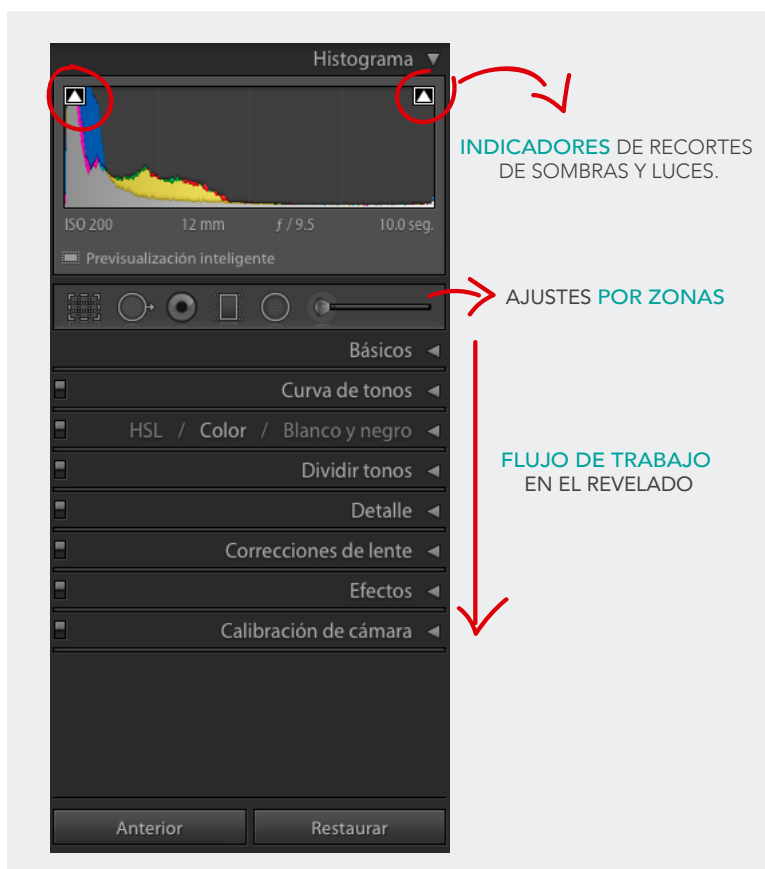 Histograma
INDICADORES DE RECORTES
DE SOMBRAS Y LUCES.
ISO 200 12 mm ƒ / 9.5 10.0 seg.
Previsualización inteligente
AJUSTES POR ZONAS
Básicos
Curva de tonos
HSL / Color / Blanco y negro
Dividir tonos
FLUJO DE TRABAJO
EN EL REVELADO
Detalle
Correcciones de lente
Efectos
Calibración de cámara
Anterior Restaurar